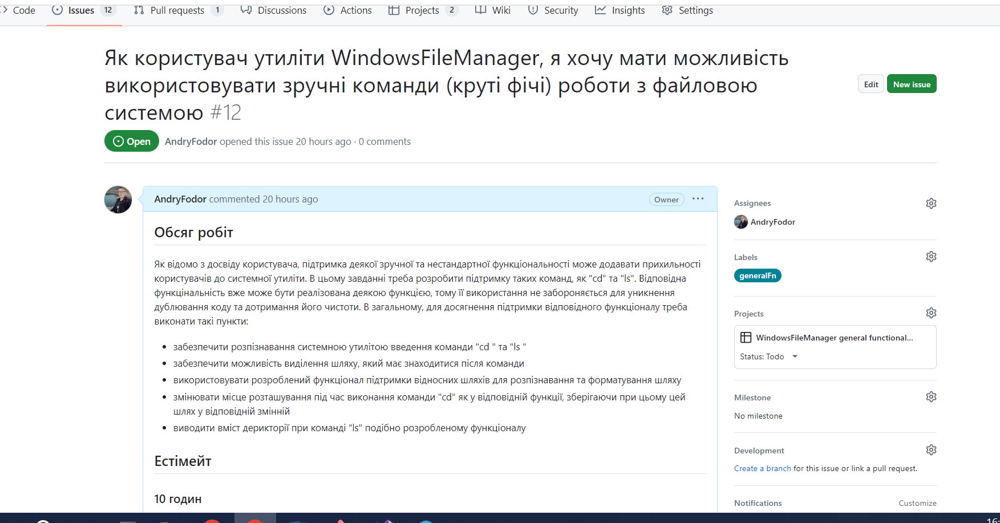 Code Issues 12 Pull requests 1 Discussions Actions Projects 2 Wiki Security Insights Settings
Як користувач утиліти WindowsFileManager, я хочу мати можливість
використовувати зручні команди (круті фічі) роботи з файловою
системою #12
Edit New issue
Open AndryFodor opened this issue 20 hours ago · 0 comments
AndryFodor commented 20 hours ago Owner ...
Обсяг робіт
Як відомо з досвіду користувача, підтримка деякої зручної та нестандартної функціональності може додавати прихильності
користувачів до системної утиліти. В цьому завданні треба розробити підтримку таких команд, як "cd" та "ls". Відповідна
функцінальність вже може бути реалізована деякою функцією, тому її використання не забороняється для уникнення
дублювання коду та дотримання його чистоти. В загальному, для досягнення підтримки відповідного функціоналу треба
виконати такі пункти:
• забезпечити розпізнавання системною утилітою введення команди "cd " та "ls "
• забезпечити можливість виділення шляху, який має знаходитися після команди
• використовувати розроблений функціонал підтримки відносних шляхів для розпізнавання та форматування шляху
• змінювати місце розташування під час виконання команди "cd" як у відповідній функції, зберігаючи при цьому цей
шлях у відповідній змінній
• виводити вміст дерикторії при команді "ls" подібно розробленому функціоналу
Естімейт
10 годин
Assignees
AndryFodor
Labels
generalFn
Projects
WindowsFileManager general functional...
Status: Todo
Milestone
No milestone
Development
Create a branch for this issue or link a pull request.
Notifications Customize